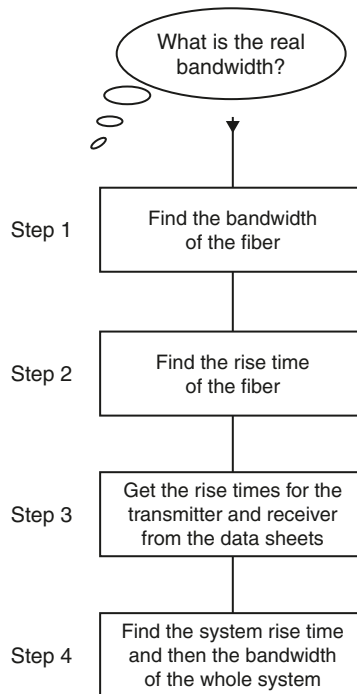 What is the real
bandwidth?
Step 1
Find the bandwidth
of the fiber
Step 2
Find the rise time
of the fiber
Step 3
Get the rise times for the
transmitter and receiver
from the data sheets
Step 4
Find the system rise time
and then the bandwidth
of the whole system